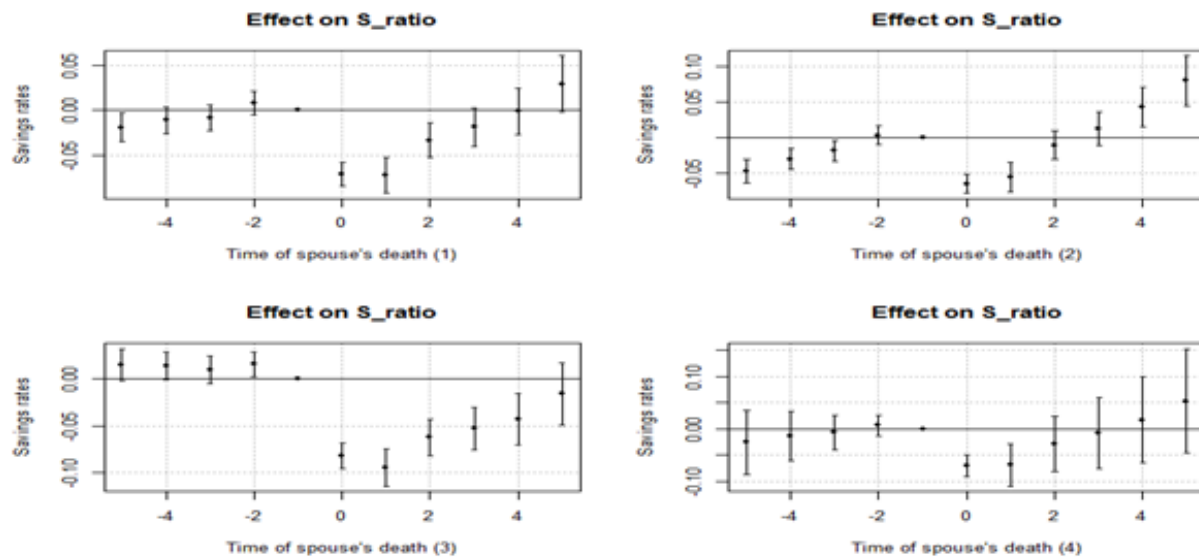 Effect on S_ratio
Savings rates
0.05
0.00
-0.05
-4
-2
0
2
4
Time of spouse's death (1)
Effect on S_ratio
Savings rates
0.10
0.05
-0.05
-4
-2
0
2
4
Time of spouse's death (2)
Effect on S_ratio
Savings rates
0.00
-0.05
-0.10
-4
-2
0
2
4
Time of spouse's death (3)
Effect on S_ratio
Savings rates
0.10
0.00
-0.10
-4
-2
0
2
4
Time of spouse's death (4)